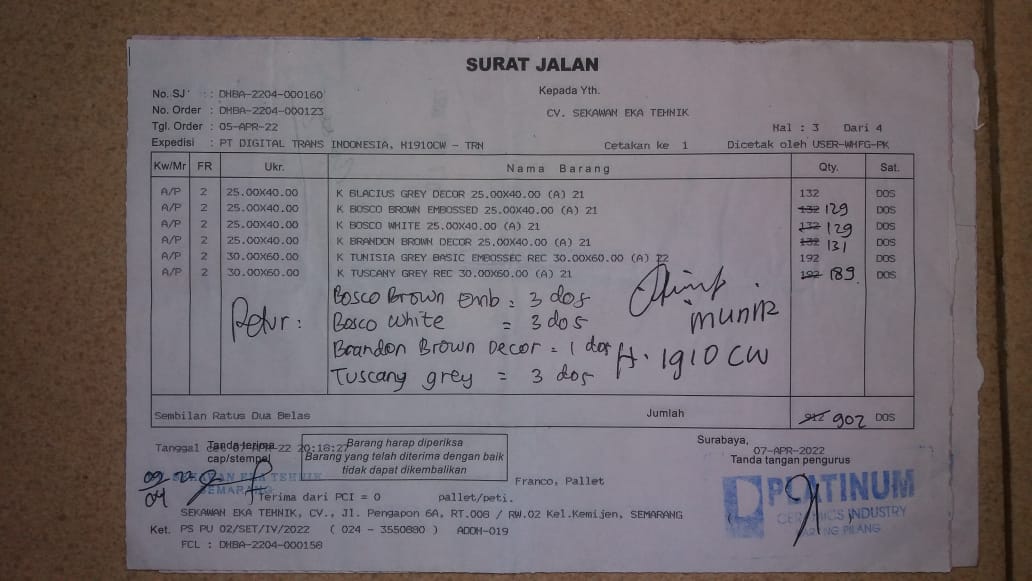 SURAT JALAN
No. SJ : DHBA-2204-000160
Kepada Yth.
No. Order : DHBA-2204-000123
CV. SEKAWAN EKA TEHNIK
Tgl. Order : 05-APR-22
Hal : 3 Dari 4
Expedisi : PT DIGITAL TRANS INDONESIA, H1910CW - TRN Cetakan ke 1 Dicetak oleh USER-WHFG-PK
Kw/Mr FR Ukr. Nama Barang Qty. Sat.
A/P 2 25.00X40.00 K BLACIUS GREY DECOR 25.00X40.00 (A) 21 132 DOS
A/P 2 25.00X40.00 K BOSCO BROWN EMBOSSED 25.00X40.00 (A) 21 132 129 DOS
A/P 2 25.00X40.00 K BOSCO WHITE 25.00X40.00 (A) 21 132 129 DOS
A/P 2 25.00X40.00 K BRANDON BROWN DECOR 25.00X40.00 (A) 21 132 131 DOS
A/P 2 30.00X60.00 K TUNISIA GREY BASIC EMBOSSEC REC 30.00X60.00 (A) 22 192 DOS
A/P 2 30.00X60.00 K TUSCANY GREY REC 30.00X60.00 (A) 21 192 189 DOS
Retur :
Bosco Brown Emb = 3 dos
Bosco White = 3 dos
Brandon Brown Decor = 1 dos
Tuscany grey = 3 dos
H. 1910 CW
Sembilan Ratus Dua Belas Jumlah 912 902 DOS
Tanggal cet 07-APR-22 20:18:27
Tanda terima
cap/stempel
Barang harap diperiksa
Barang yang telah diterima dengan baik
tidak dapat dikembalikan
Surabaya,
07-APR-2022
Tanda tangan pengurus
SEKAWAN EKA TEHNIK
SEMARANG
Franco, Pallet
Terima dari PCI = 0 pallet/peti.
PLATINUM
CERAMICS INDUSTRY
KARANG PILANG
SEKAWAN EKA TEHNIK, CV., Jl. Pengapon 6A, RT.008 / RW.02 Kel.Kemijen, SEMARANG
Ket. PS PU 02/SET/IV/2022 ( 024 - 3550880 ) ADDM-019
FCL : DHBA-2204-000158